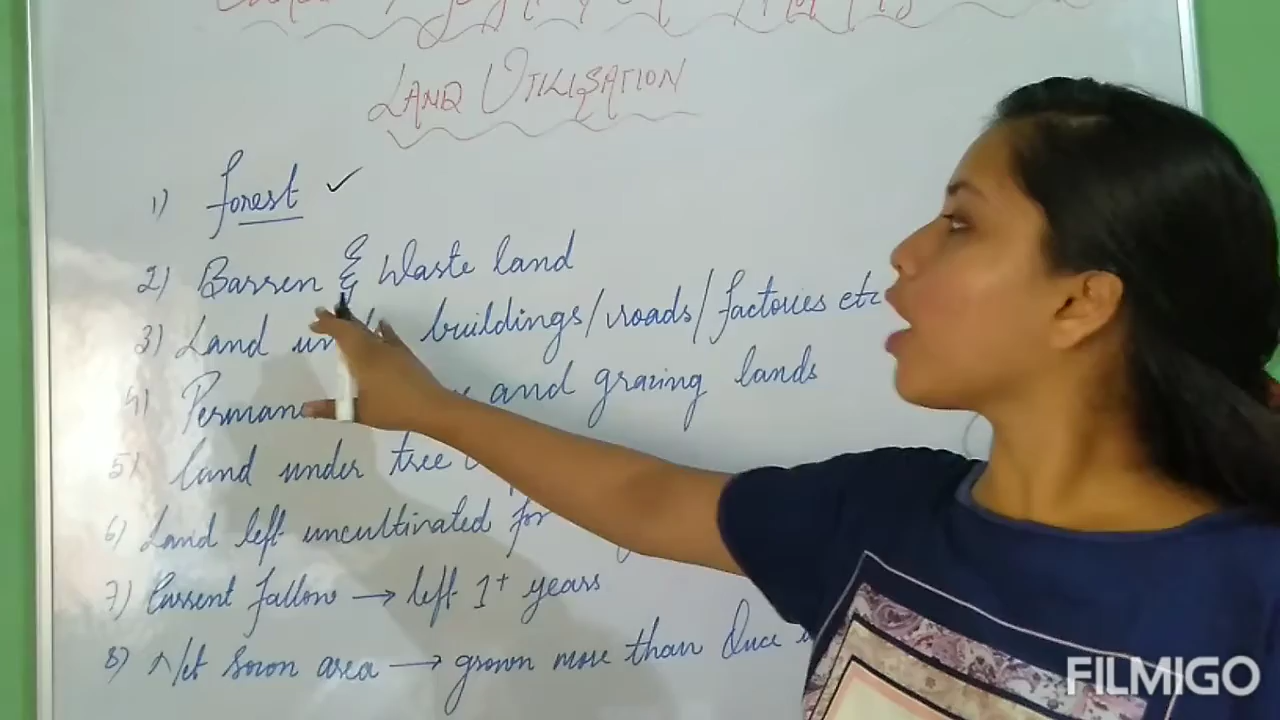 LAND UTILISATION
1) Forest ✓
2) Barren & Waste land
3) Land buildings/roads/factories etc
4) and grazing lands
5) land under tree
6) Land left uncultivated for
7) Current fallow → left 1+ years
8) Net sown area → grown more than Once
FILMIGO